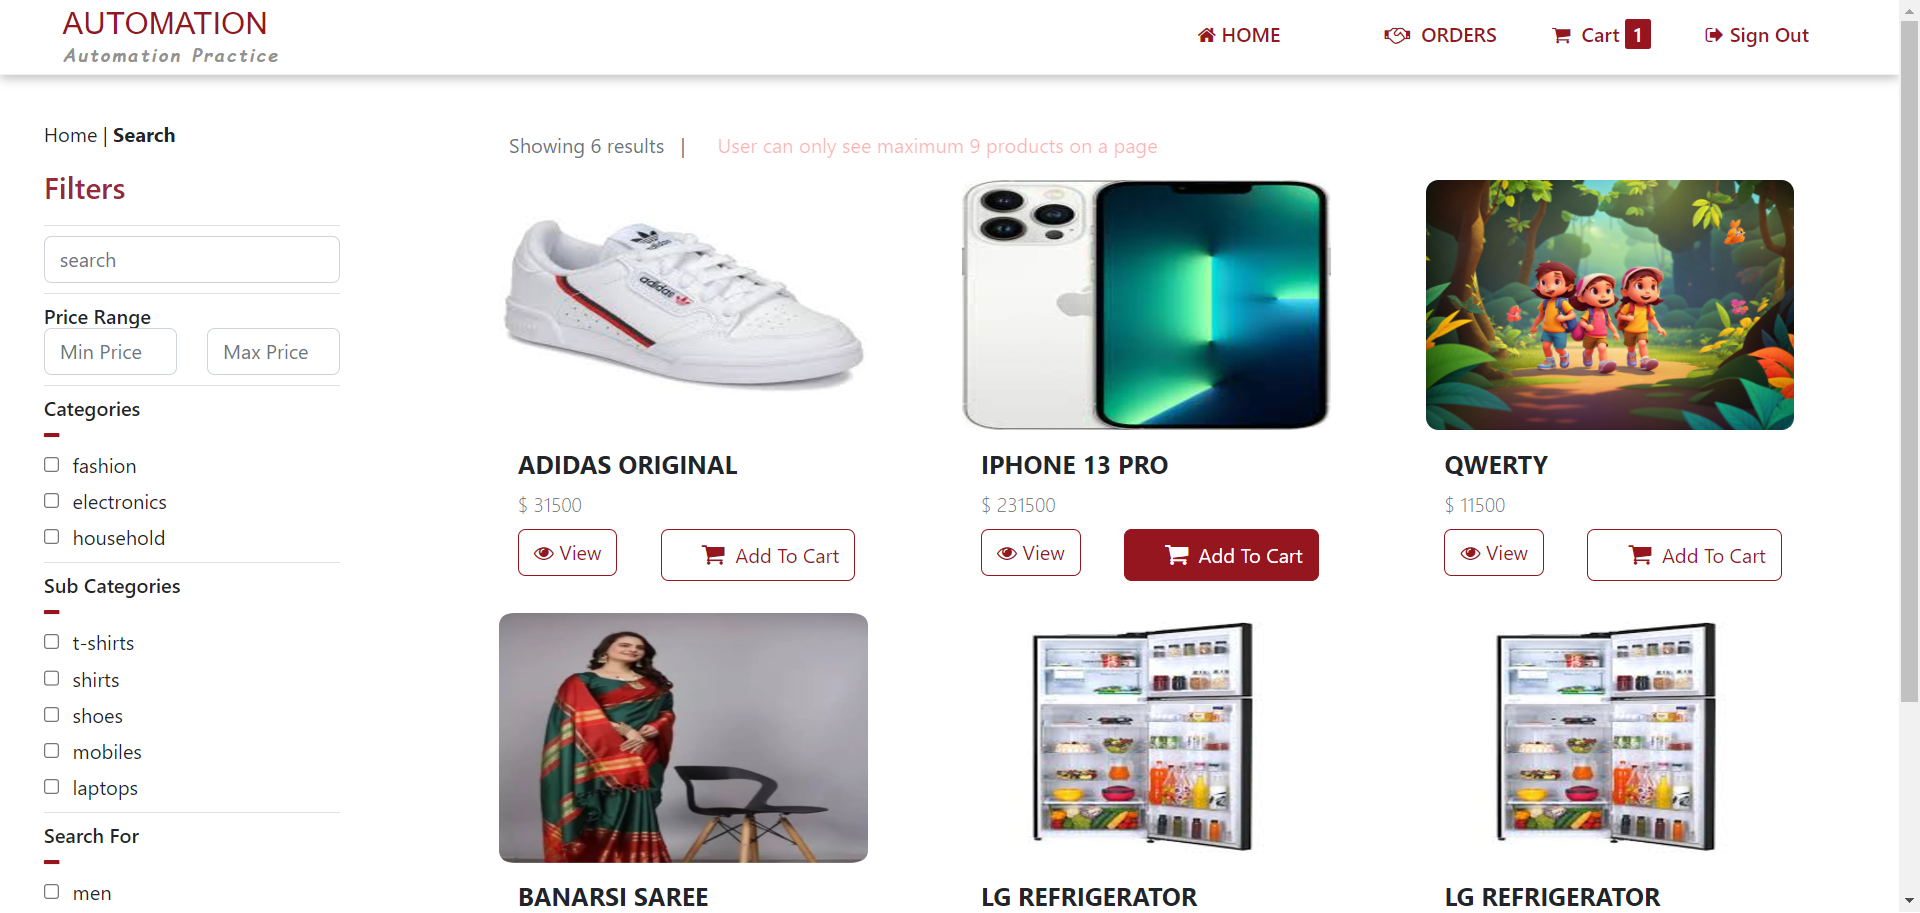 AUTOMATION
Automation Practice
HOME
ORDERS
Cart 1
Sign Out
Home | Search
Filters
search
Price Range
Min Price
Max Price
Categories
fashion
electronics
household
Sub Categories
t-shirts
shirts
shoes
mobiles
laptops
Search For
men
Showing 6 results | User can only see maximum 9 products on a page
adidas
adidas
ADIDAS ORIGINAL
$ 31500
View
Add To Cart
IPHONE 13 PRO
$ 231500
View
Add To Cart
QWERTY
$ 11500
View
Add To Cart
BANARSI SAREE
LG REFRIGERATOR
LG REFRIGERATOR